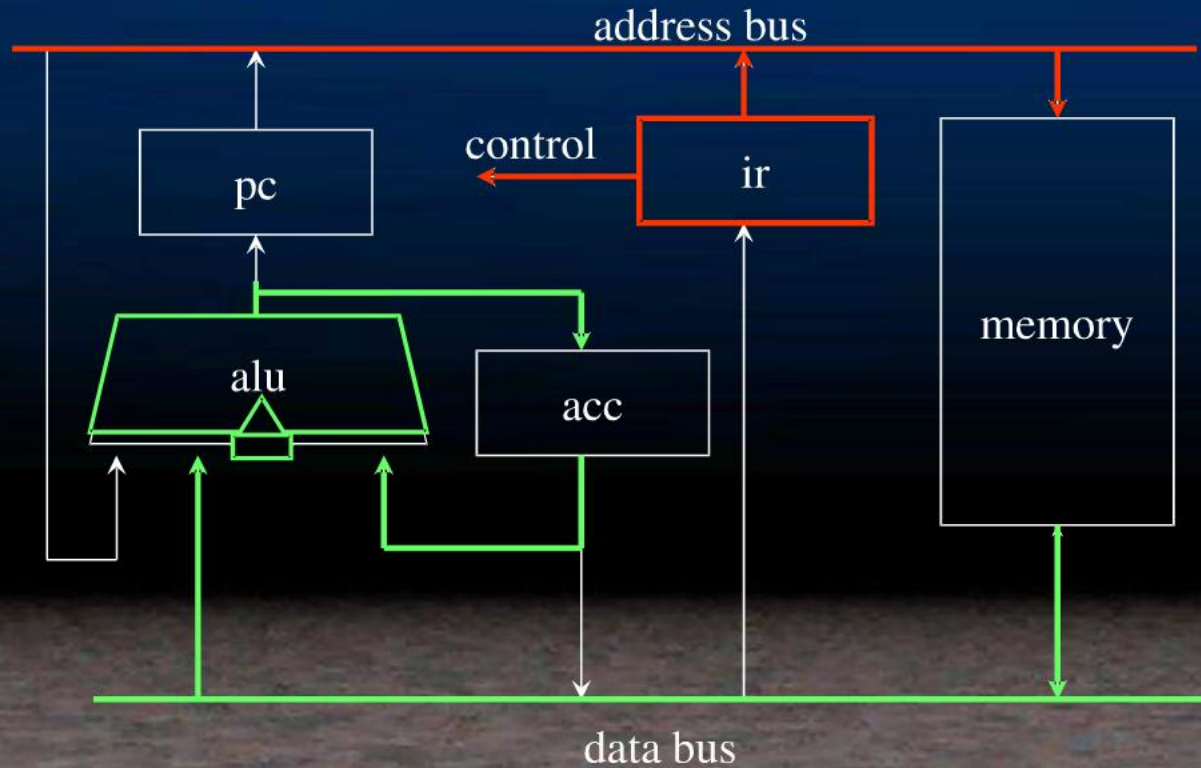 address bus
control
ir
pc
memory
alu
acc
data bus